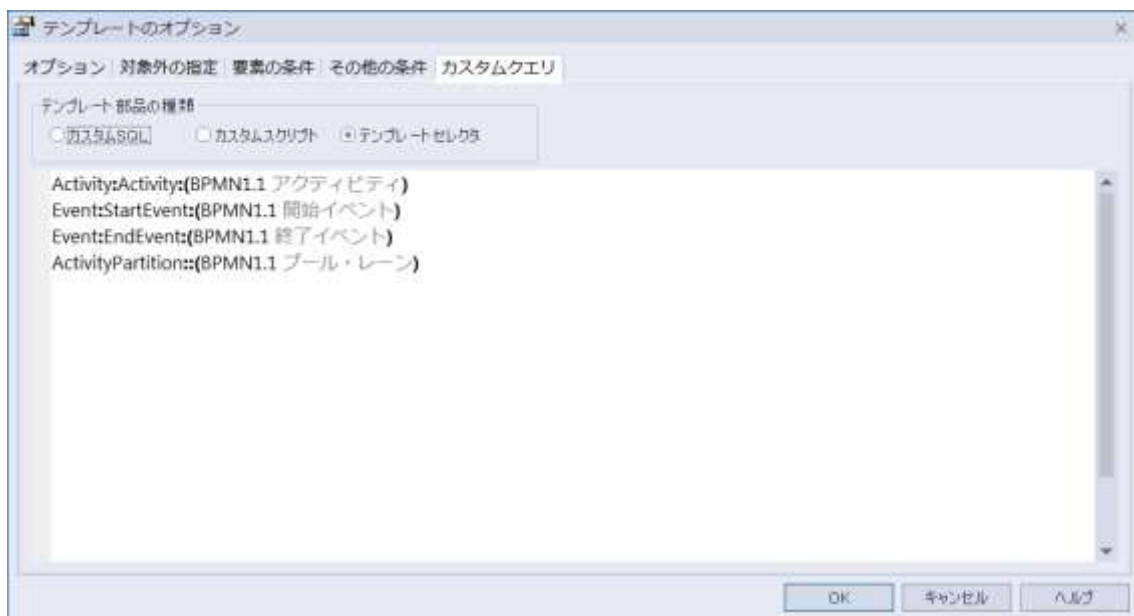 テンプレートのオプション
オプション 対象外の指定 要素の条件 その他の条件 カスタムクエリ
テンプレート部品の種類
カスタムSQL カスタムスクリプト テンプレートセレクタ
Activity:Activity:(BPMN1.1 アクティビティ)
Event:StartEvent:(BPMN1.1 開始イベント)
Event:EndEvent:(BPMN1.1 終了イベント)
ActivityPartition::(BPMN1.1 プール・レーン)
OK キャンセル ヘルプ